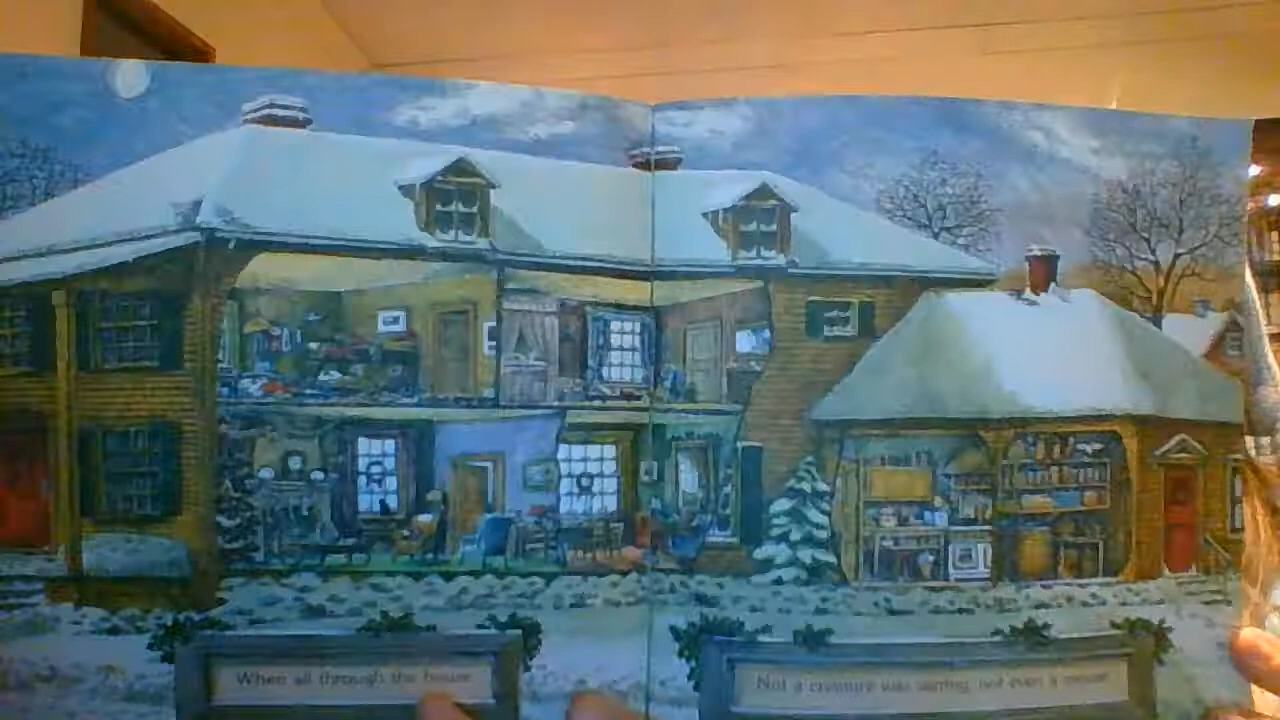 When all through the house
Not a creature was stirring, not even a mouse